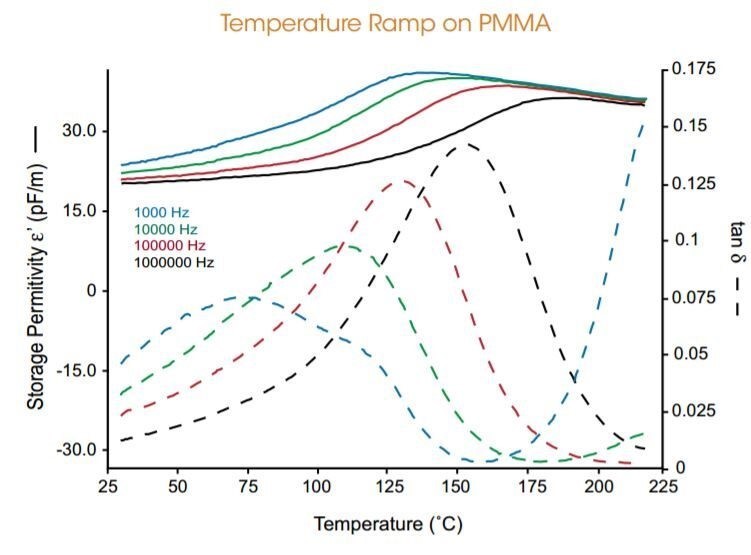 Temperature Ramp on PMMA
Storage Permitivity ε' (pF/m) —
30.0
15.0
0
-15.0
-30.0
1000 Hz
10000 Hz
100000 Hz
1000000 Hz
0.175
0.15
0.125
0.1
0.075
0.05
0.025
0
tan δ – –
25 50 75 100 125 150 175 200 225
Temperature (˚C)